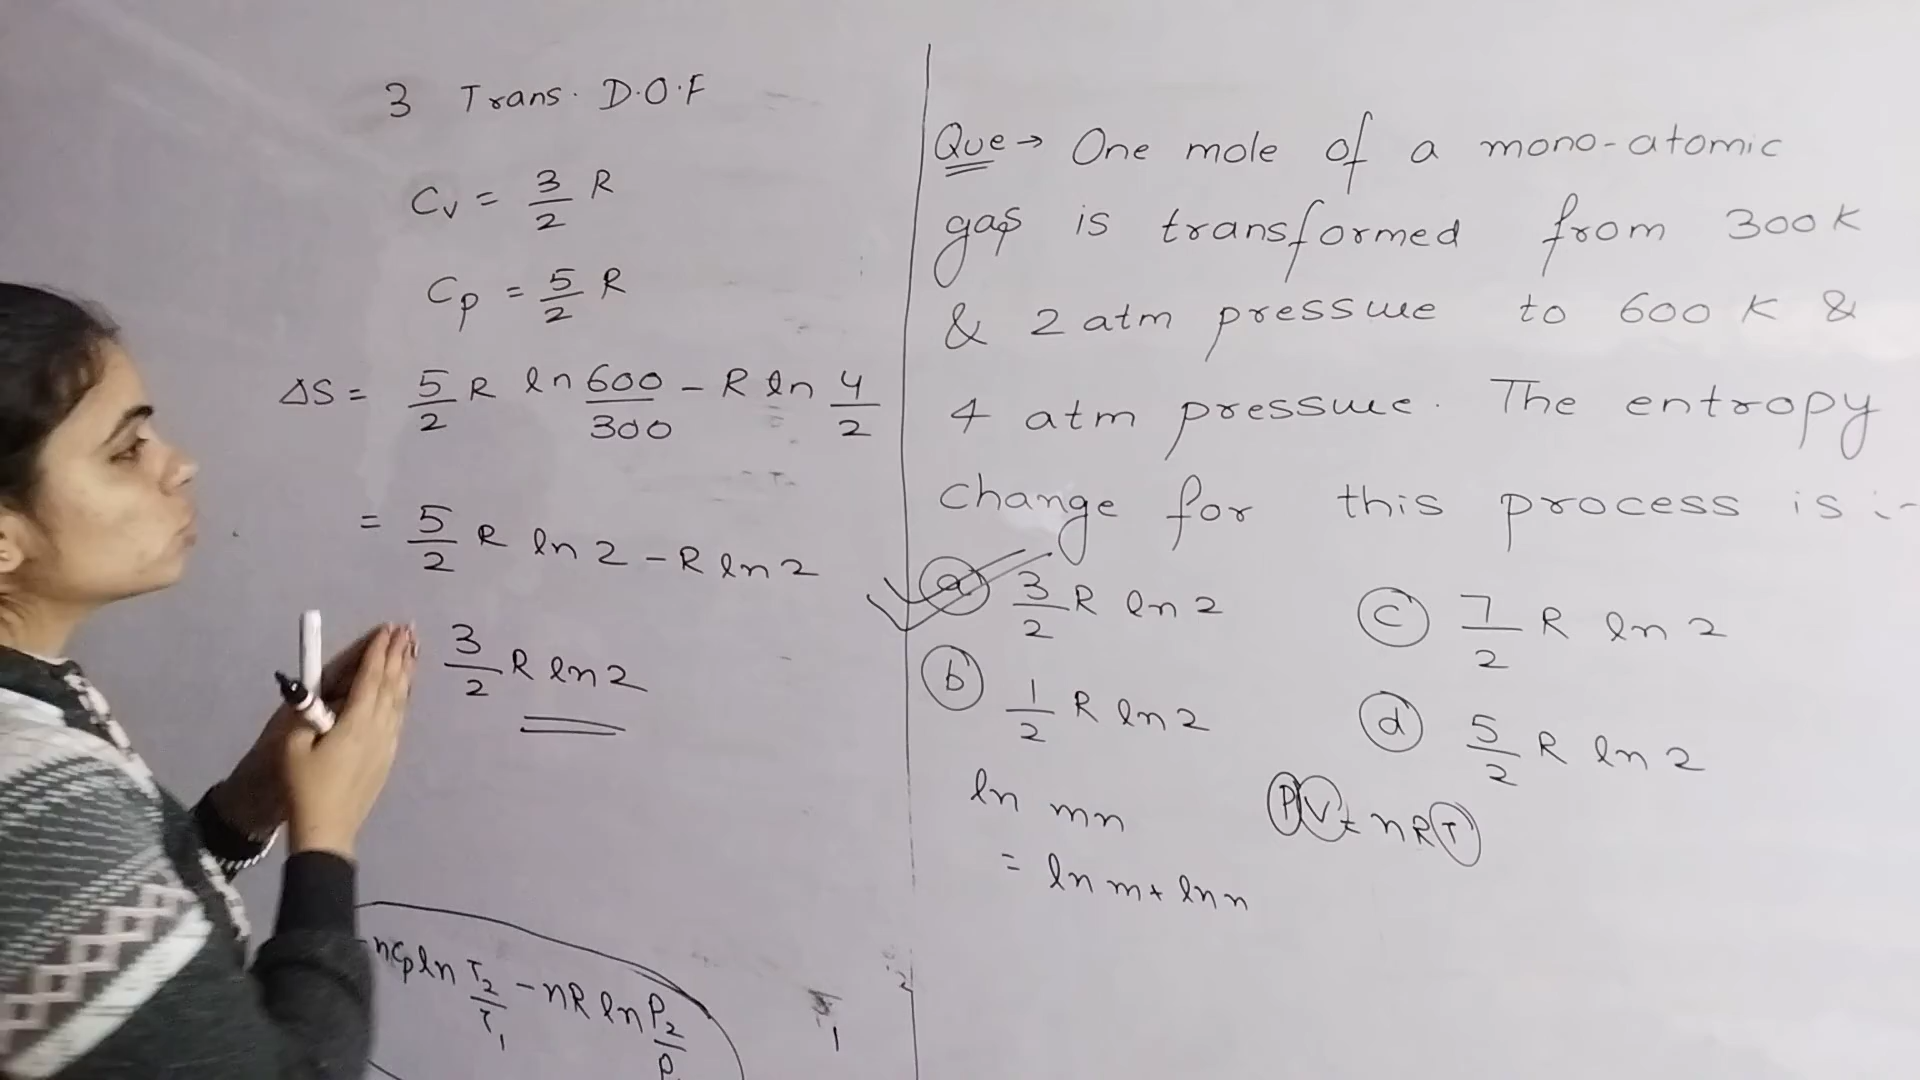 3 Trans. D.O.F
Cv = 3/2 R
Cp = 5/2 R
ΔS = 5/2 R ln 600/300 - R ln 4/2
= 5/2 R ln 2 - R ln 2
3/2 R ln 2
nCp ln T2/T1 - nR ln P2/P
Que → One mole of a mono-atomic
gas is transformed from 300 K
& 2 atm pressure to 600 K &
4 atm pressure. The entropy
change for this process is :-
(a) 3/2 R ln 2 (c) 7/2 R ln 2
(b) 1/2 R ln 2 (d) 5/2 R ln 2
ln mn PV = nRT
= ln m + ln n